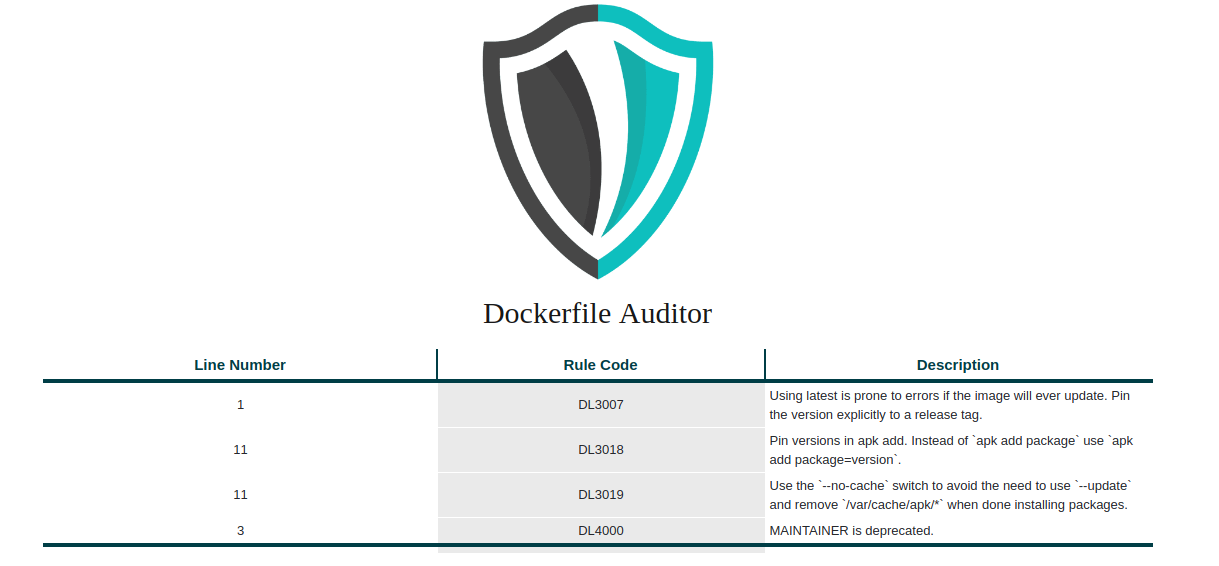 Dockerfile Auditor
Line Number Rule Code Description
1 DL3007 Using latest is prone to errors if the image will ever update. Pin
the version explicitly to a release tag.
11 DL3018 Pin versions in apk add. Instead of `apk add package` use `apk
add package=version`.
11 DL3019 Use the `--no-cache` switch to avoid the need to use `--update`
and remove `/var/cache/apk/*` when done installing packages.
3 DL4000 MAINTAINER is deprecated.